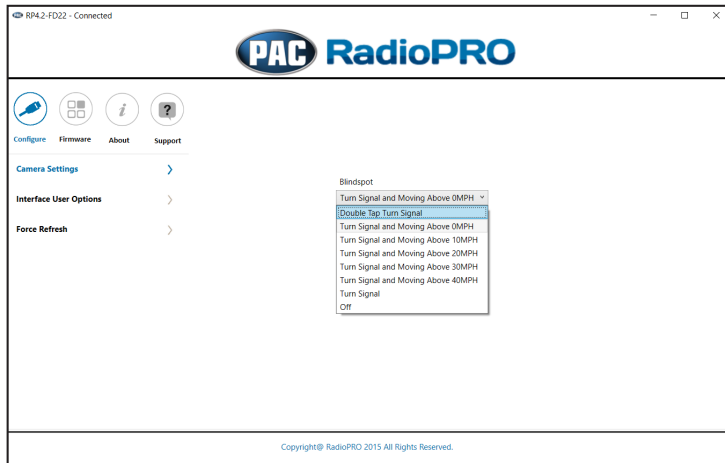 RP4.2-FD22 - Connected
PAC RadioPRO
Configure Firmware About Support
Camera Settings
Interface User Options
Force Refresh
Blindspot
Turn Signal and Moving Above 0MPH
Double Tap Turn Signal
Turn Signal and Moving Above 0MPH
Turn Signal and Moving Above 10MPH
Turn Signal and Moving Above 20MPH
Turn Signal and Moving Above 30MPH
Turn Signal and Moving Above 40MPH
Turn Signal
Off
Copyright@ RadioPRO 2015 All Rights Reserved.